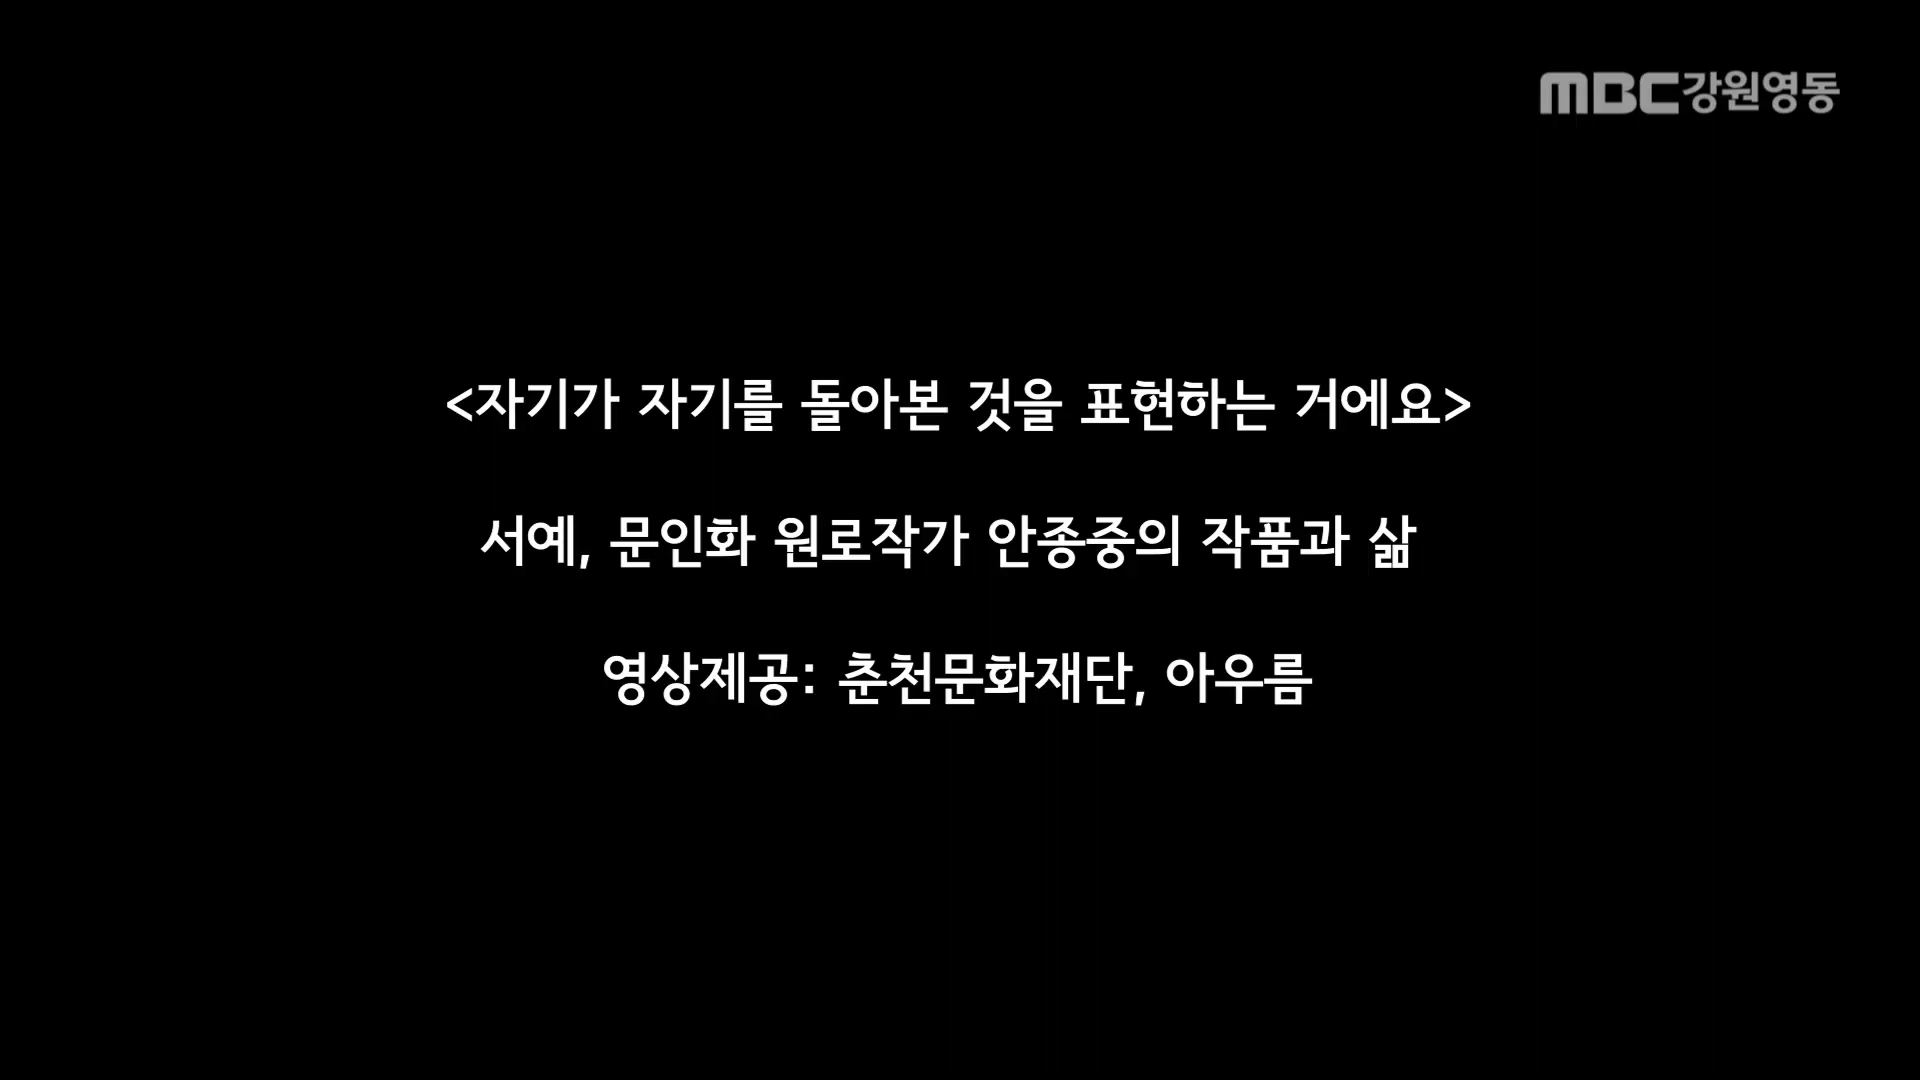 MBC강원영동
<자기가 자기를 돌아본 것을 표현하는 거에요>
서예, 문인화 원로작가 안종중의 작품과 삶
영상제공: 춘천문화재단, 아우름